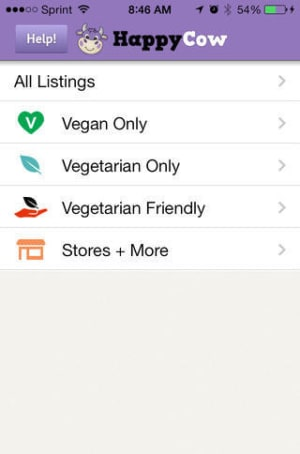 Sprint 8:46 AM 54%
Help! HappyCow
All Listings
V Vegan Only
Vegetarian Only
Vegetarian Friendly
Stores + More